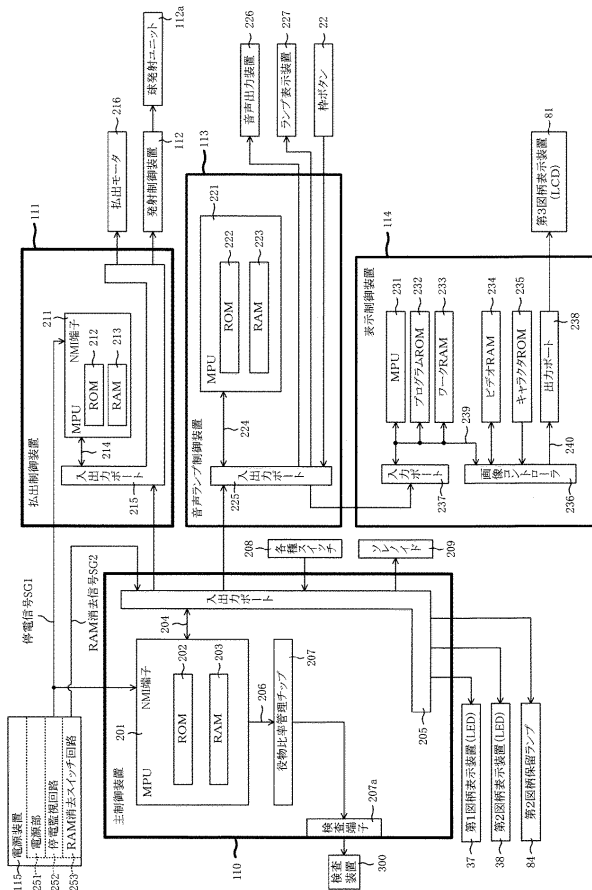 115
電源装置
251
電源部
252
停電監視回路
253
RAM消去スイッチ回路
停電信号SG1
RAM消去信号SG2
110
主制御装置
201
MPU
NMI端子
ROM
202
RAM
203
204
入出力ポート
205
206
役物比率管理チップ
207
検査端子
207a
検査装置
300
各種スイッチ
208
ソレノイド
209
37
第1図柄表示装置(LED)
38
第2図柄表示装置(LED)
84
第2図柄保留ランプ
111
払出制御装置
211
MPU
NMI端子
ROM
212
RAM
213
214
入出力ポート
215
払出モータ
216
発射制御装置
112
球発射ユニット
112a
113
音声ランプ制御装置
221
MPU
ROM
222
RAM
223
224
入出力ポート
225
音声出力装置
226
ランプ表示装置
227
枠ボタン
22
114
表示制御装置
MPU
231
プログラムROM
232
ワークRAM
233
ビデオRAM
234
キャラクタROM
235
出力ポート
238
239
240
入力ポート
237
画像コントローラ
236
第3図柄表示装置
(LCD)
81